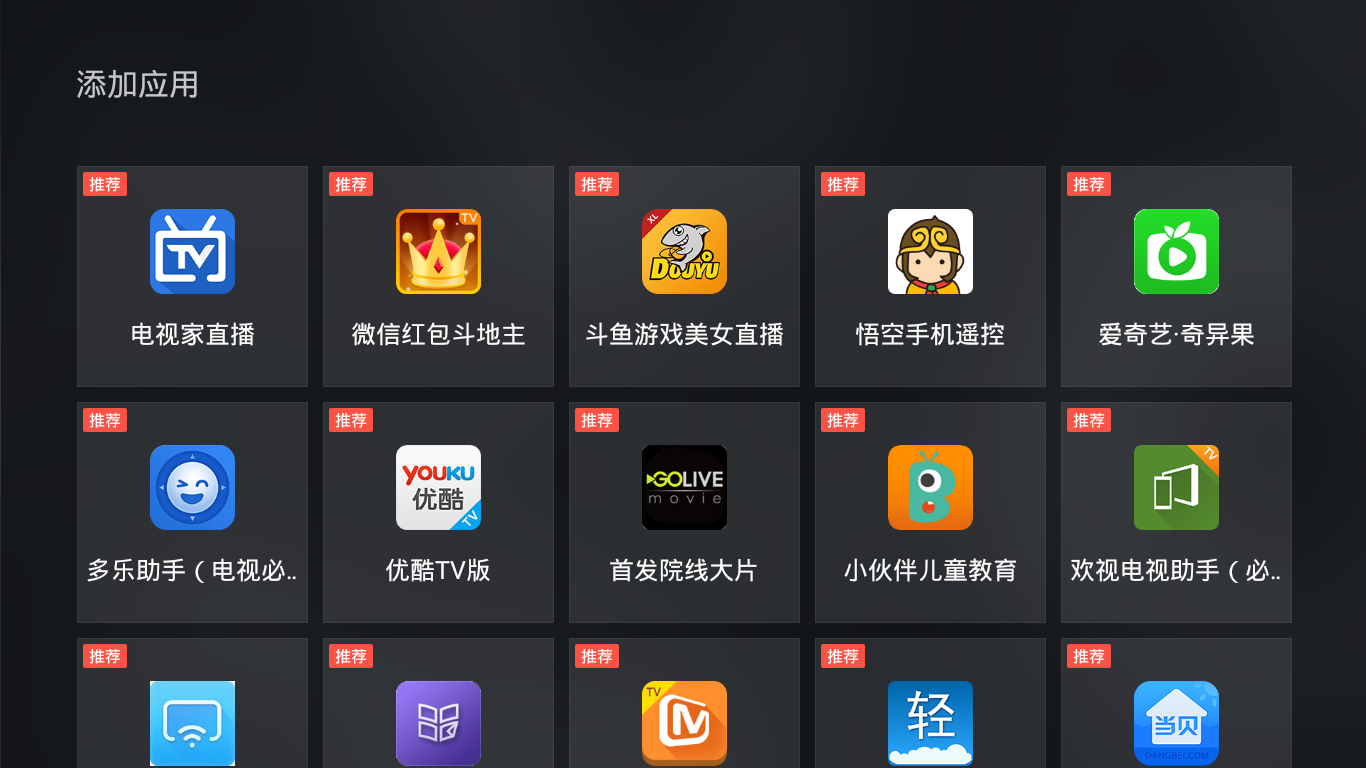 添加应用
推荐 推荐 推荐 推荐 推荐
TV TV XL DOUYU
电视家直播 微信红包斗地主 斗鱼游戏美女直播 悟空手机遥控 爱奇艺·奇异果
推荐 推荐 推荐 推荐 推荐
YOUKU 优酷 TV GOLIVE movie TV
多乐助手（电视必.. 优酷TV版 首发院线大片 小伙伴儿童教育 欢视电视助手（必..
推荐 推荐 推荐 推荐 推荐
TV 轻 当贝
DANGBEI.COM